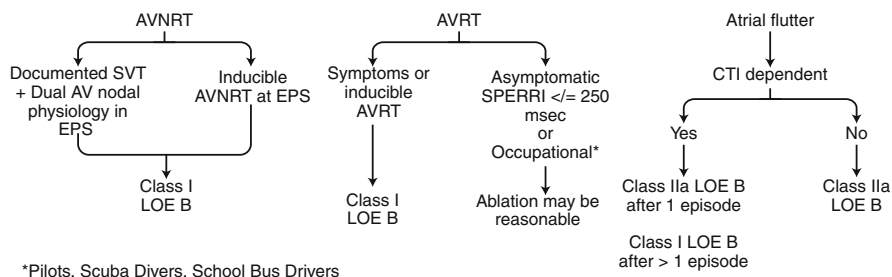 AVNRT
Documented SVT
+ Dual AV nodal
physiology in
EPS
Inducible
AVNRT at EPS
Class I
LOE B
AVRT
Symptoms or
inducible
AVRT
Class I
LOE B
Asymptomatic
SPERRI </= 250
msec
or
Occupational*
Ablation may be
reasonable
Atrial flutter
CTI dependent
Yes
No
Class IIa LOE B
after 1 episode
Class I LOE B
after > 1 episode
Class IIa
LOE B
*Pilots, Scuba Divers, School Bus Drivers